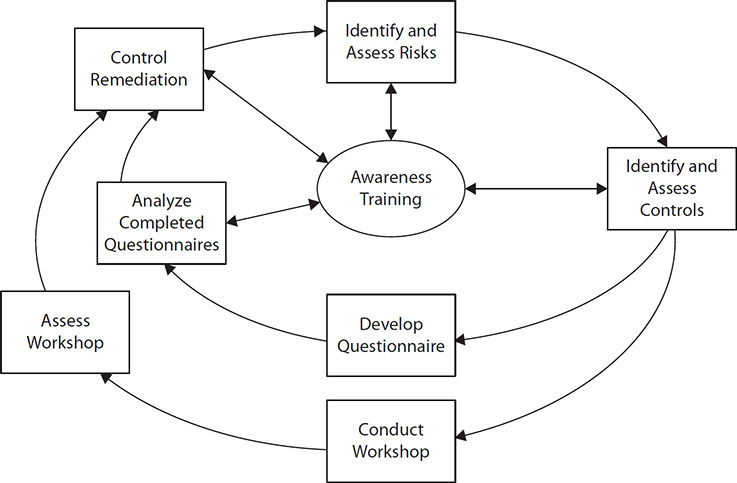 Identify and
Assess Risks
Control
Remediation
Awareness
Training
Identify and
Assess
Controls
Analyze
Completed
Questionnaires
Assess
Workshop
Develop
Questionnaire
Conduct
Workshop